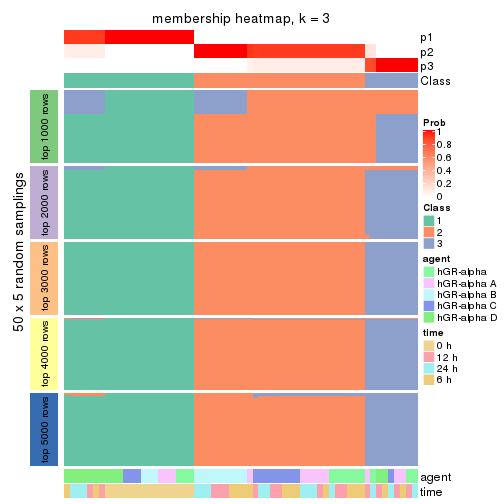 membership heatmap, k = 3
p1
p2
p3
Class
top 1000 rows
top 2000 rows
top 3000 rows
top 4000 rows
top 5000 rows
50 x 5 random samplings
agent
time
Prob
1
0.8
0.6
0.4
0.2
0
Class
1
2
3
agent
hGR-alpha
hGR-alpha A
hGR-alpha B
hGR-alpha C
hGR-alpha D
time
0 h
12 h
24 h
6 h